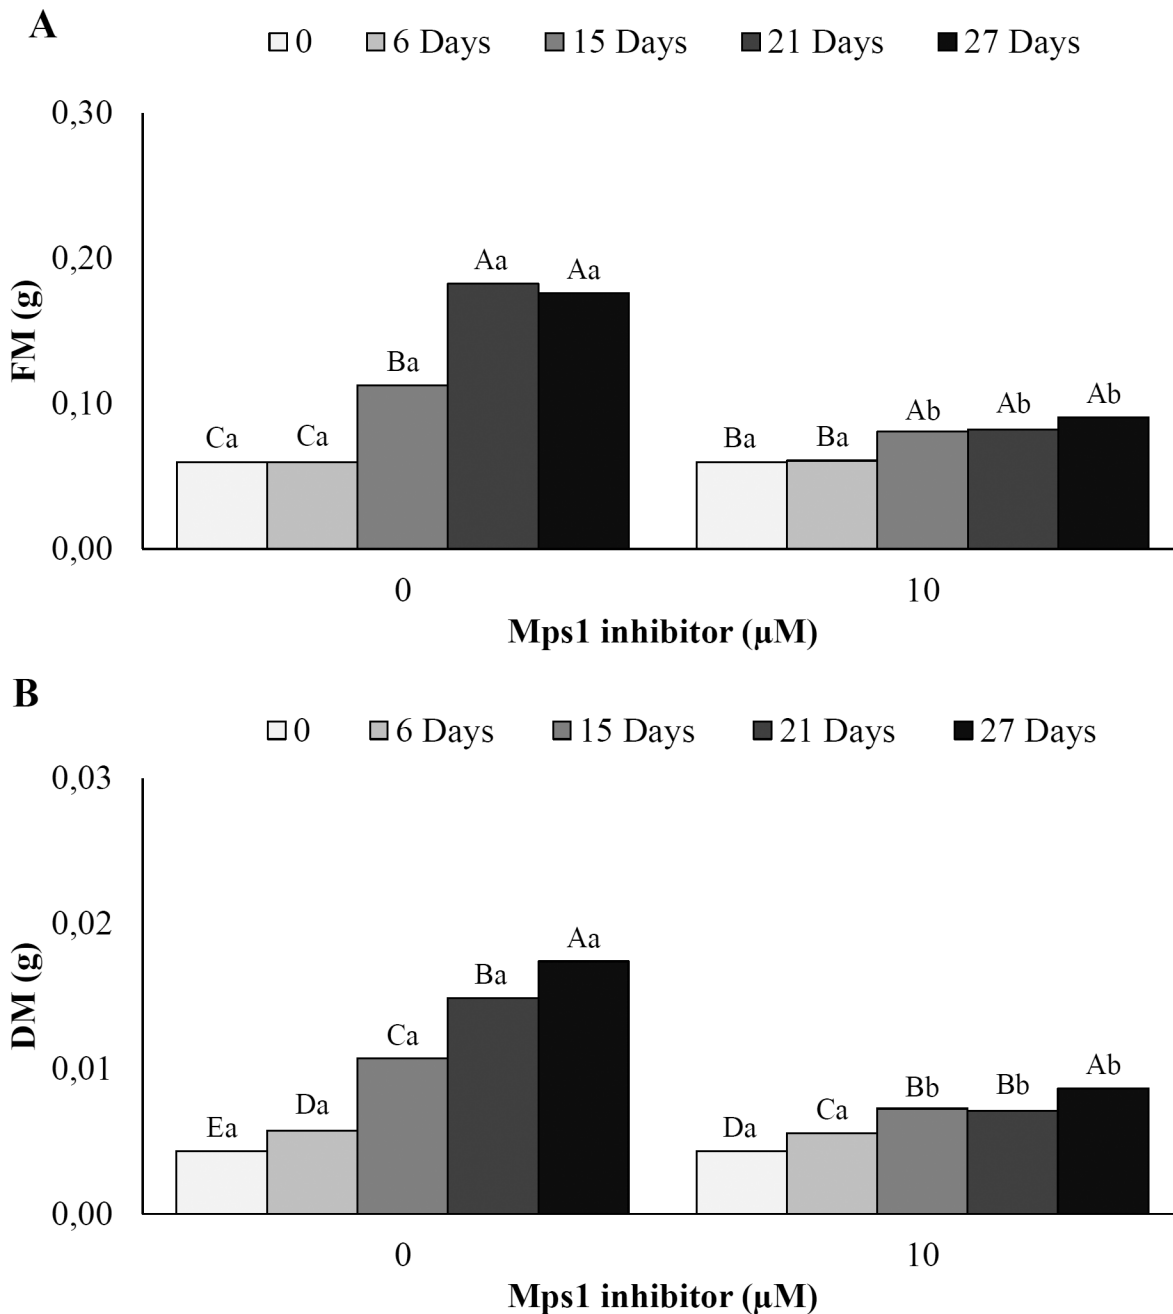 A
0 6 Days 15 Days 21 Days 27 Days
0,30
0,20
0,10
0,00
FM (g)
Ca Ca Ba Aa Aa Ba Ba Ab Ab Ab
0 10
Mps1 inhibitor (µM)
B
0 6 Days 15 Days 21 Days 27 Days
0,03
0,02
0,01
0,00
DM (g)
Ea Da Ca Ba Aa Da Ca Bb Bb Ab
0 10
Mps1 inhibitor (µM)